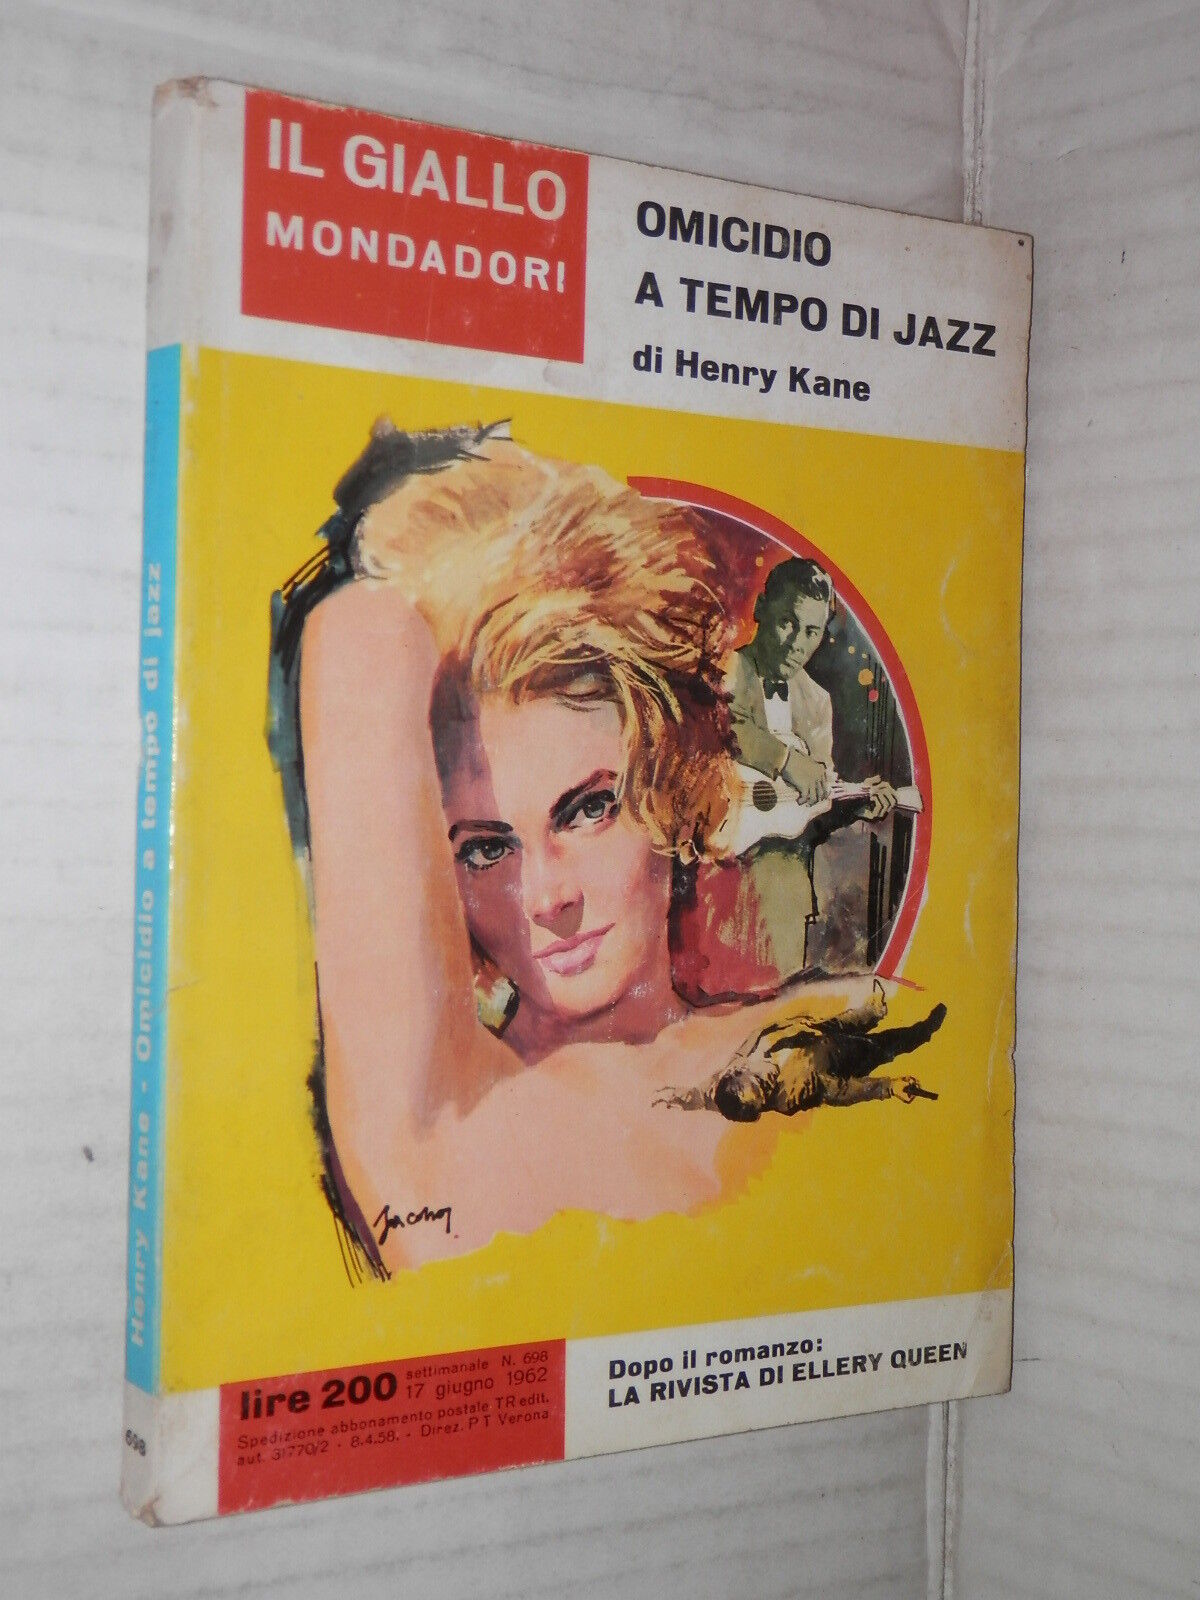 IL GIALLO
MONDADORI
OMICIDIO
A TEMPO DI JAZZ
di Henry Kane
Henry Kane - Omicidio a tempo di jazz
698
Jacono
lire 200
settimanale N. 698
17 giugno 1962
Spedizione abbonamento postale TR edit.
aut. 31770/2 - 8.4.58. - Direz. PT Verona
Dopo il romanzo:
LA RIVISTA DI ELLERY QUEEN